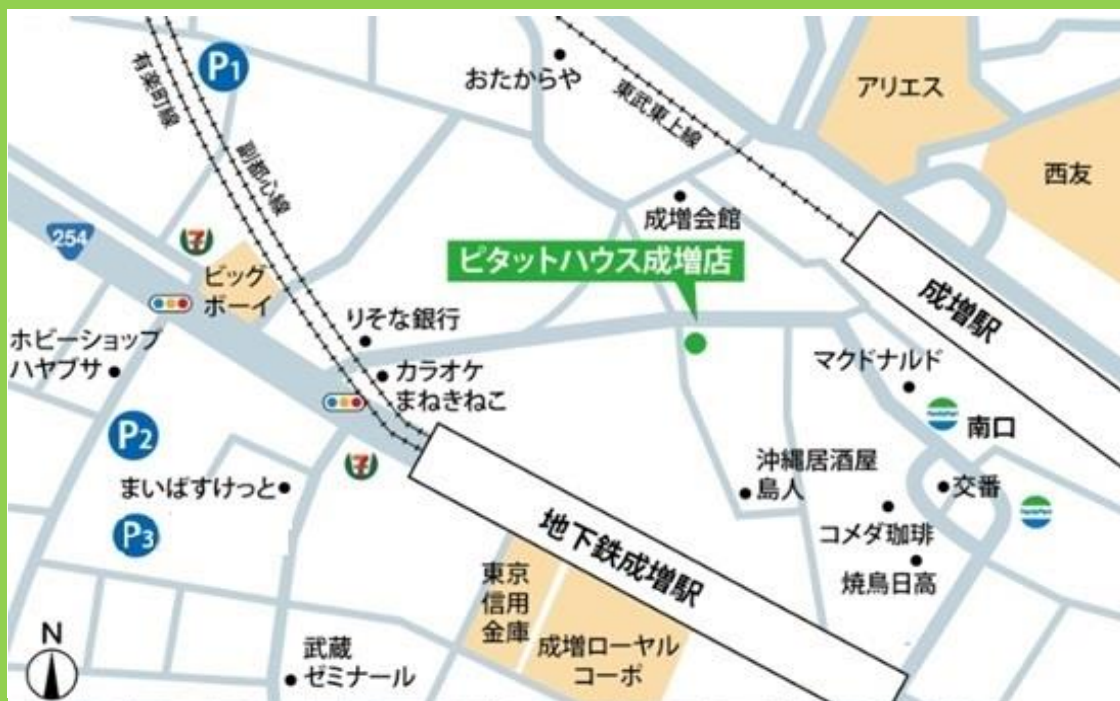 P1
有楽町線
副都心線
おたからや
東武東上線
アリエス
西友
成増会館
254
7
ビッグ
ボーイ
ピタットハウス成増店
成増駅
ホビーショップ
ハヤブサ
りそな銀行
カラオケ
まねきねこ
マクドナルド
FamilyMart
南口
P2
7
まいばすけっと
沖縄居酒屋
島人
交番
FamilyMart
コメダ珈琲
焼鳥日高
P3
地下鉄成増駅
東京
信用
金庫
成増ローヤル
コーポ
N
武蔵
ゼミナール